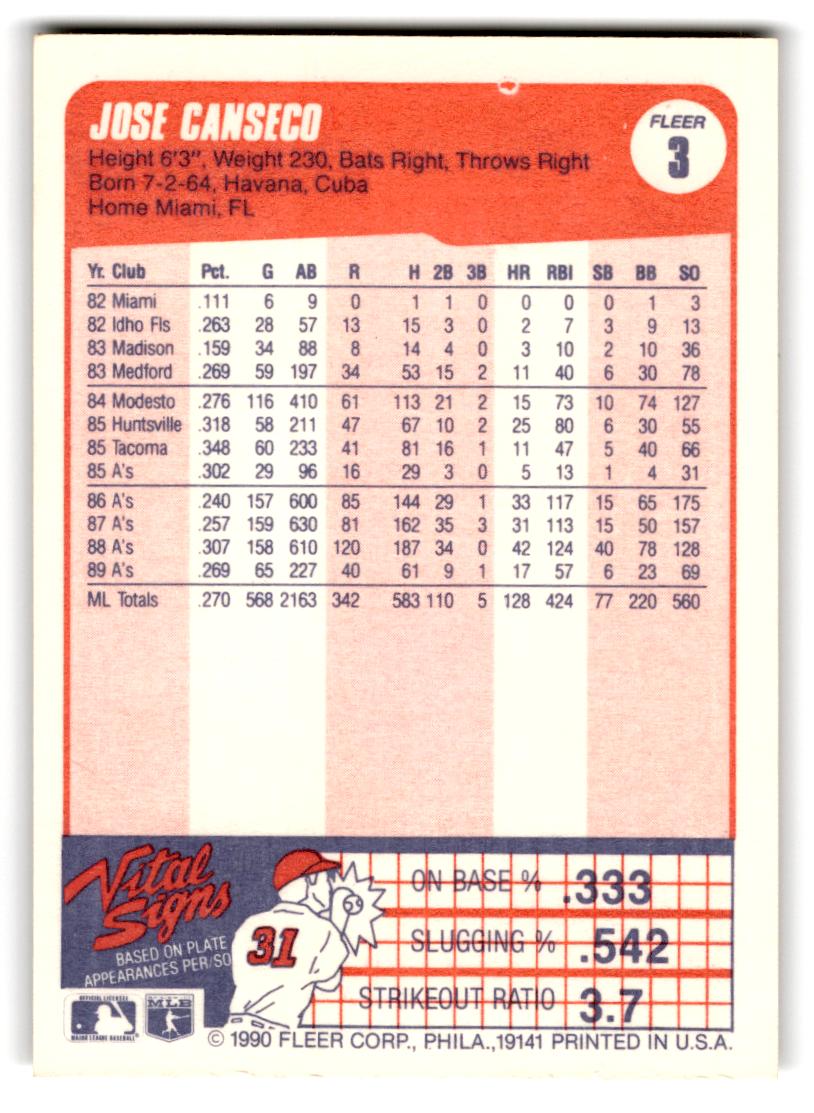 JOSE CANSECO
FLEER
3
Height 6'3", Weight 230, Bats Right, Throws Right
Born 7-2-64, Havana, Cuba
Home Miami, FL
Yr. Club Pct. G AB R H 2B 3B HR RBI SB BB SO
82 Miami .111 6 9 0 1 1 0 0 0 0 1 3
82 Idho Fls .263 28 57 13 15 3 0 2 7 3 9 13
83 Madison .159 34 88 8 14 4 0 3 10 2 10 36
83 Medford .269 59 197 34 53 15 2 11 40 6 30 78
84 Modesto .276 116 410 61 113 21 2 15 73 10 74 127
85 Huntsville .318 58 211 47 67 10 2 25 80 6 30 55
85 Tacoma .348 60 233 41 81 16 1 11 47 5 40 66
85 A's .302 29 96 16 29 3 0 5 13 1 4 31
86 A's .240 157 600 85 144 29 1 33 117 15 65 175
87 A's .257 159 630 81 162 35 3 31 113 15 50 157
88 A's .307 158 610 120 187 34 0 42 124 40 78 128
89 A's .269 65 227 40 61 9 1 17 57 6 23 69
ML Totals .270 568 2163 342 583 110 5 128 424 77 220 560
Vital
Signs
BASED ON PLATE
APPEARANCES PER/SO
31
ON BASE % .333
SLUGGING % .542
STRIKEOUT RATIO 3.7
OFFICIAL LICENSEE
MAJOR LEAGUE BASEBALL
MLB
© 1990 FLEER CORP., PHILA.,19141 PRINTED IN U.S.A.